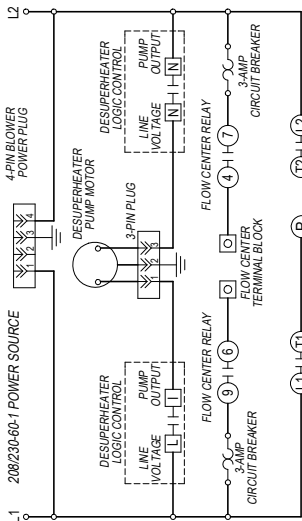 L1
208/230-60-1 POWER SOURCE
4-PIN BLOWER
POWER PLUG
L2
1 2 3 4
DESUPERHEATER
PUMP MOTOR
DESUPERHEATER
LOGIC CONTROL
LINE
VOLTAGE
PUMP
OUTPUT
L I
3-PIN PLUG
1 2 3
DESUPERHEATER
LOGIC CONTROL
LINE
VOLTAGE
PUMP
OUTPUT
N N
FLOW CENTER RELAY
9 6
3-AMP
CIRCUIT BREAKER
FLOW CENTER
TERMINAL BLOCK
FLOW CENTER RELAY
4 7
3-AMP
CIRCUIT BREAKER
L1 T1
T2 L2